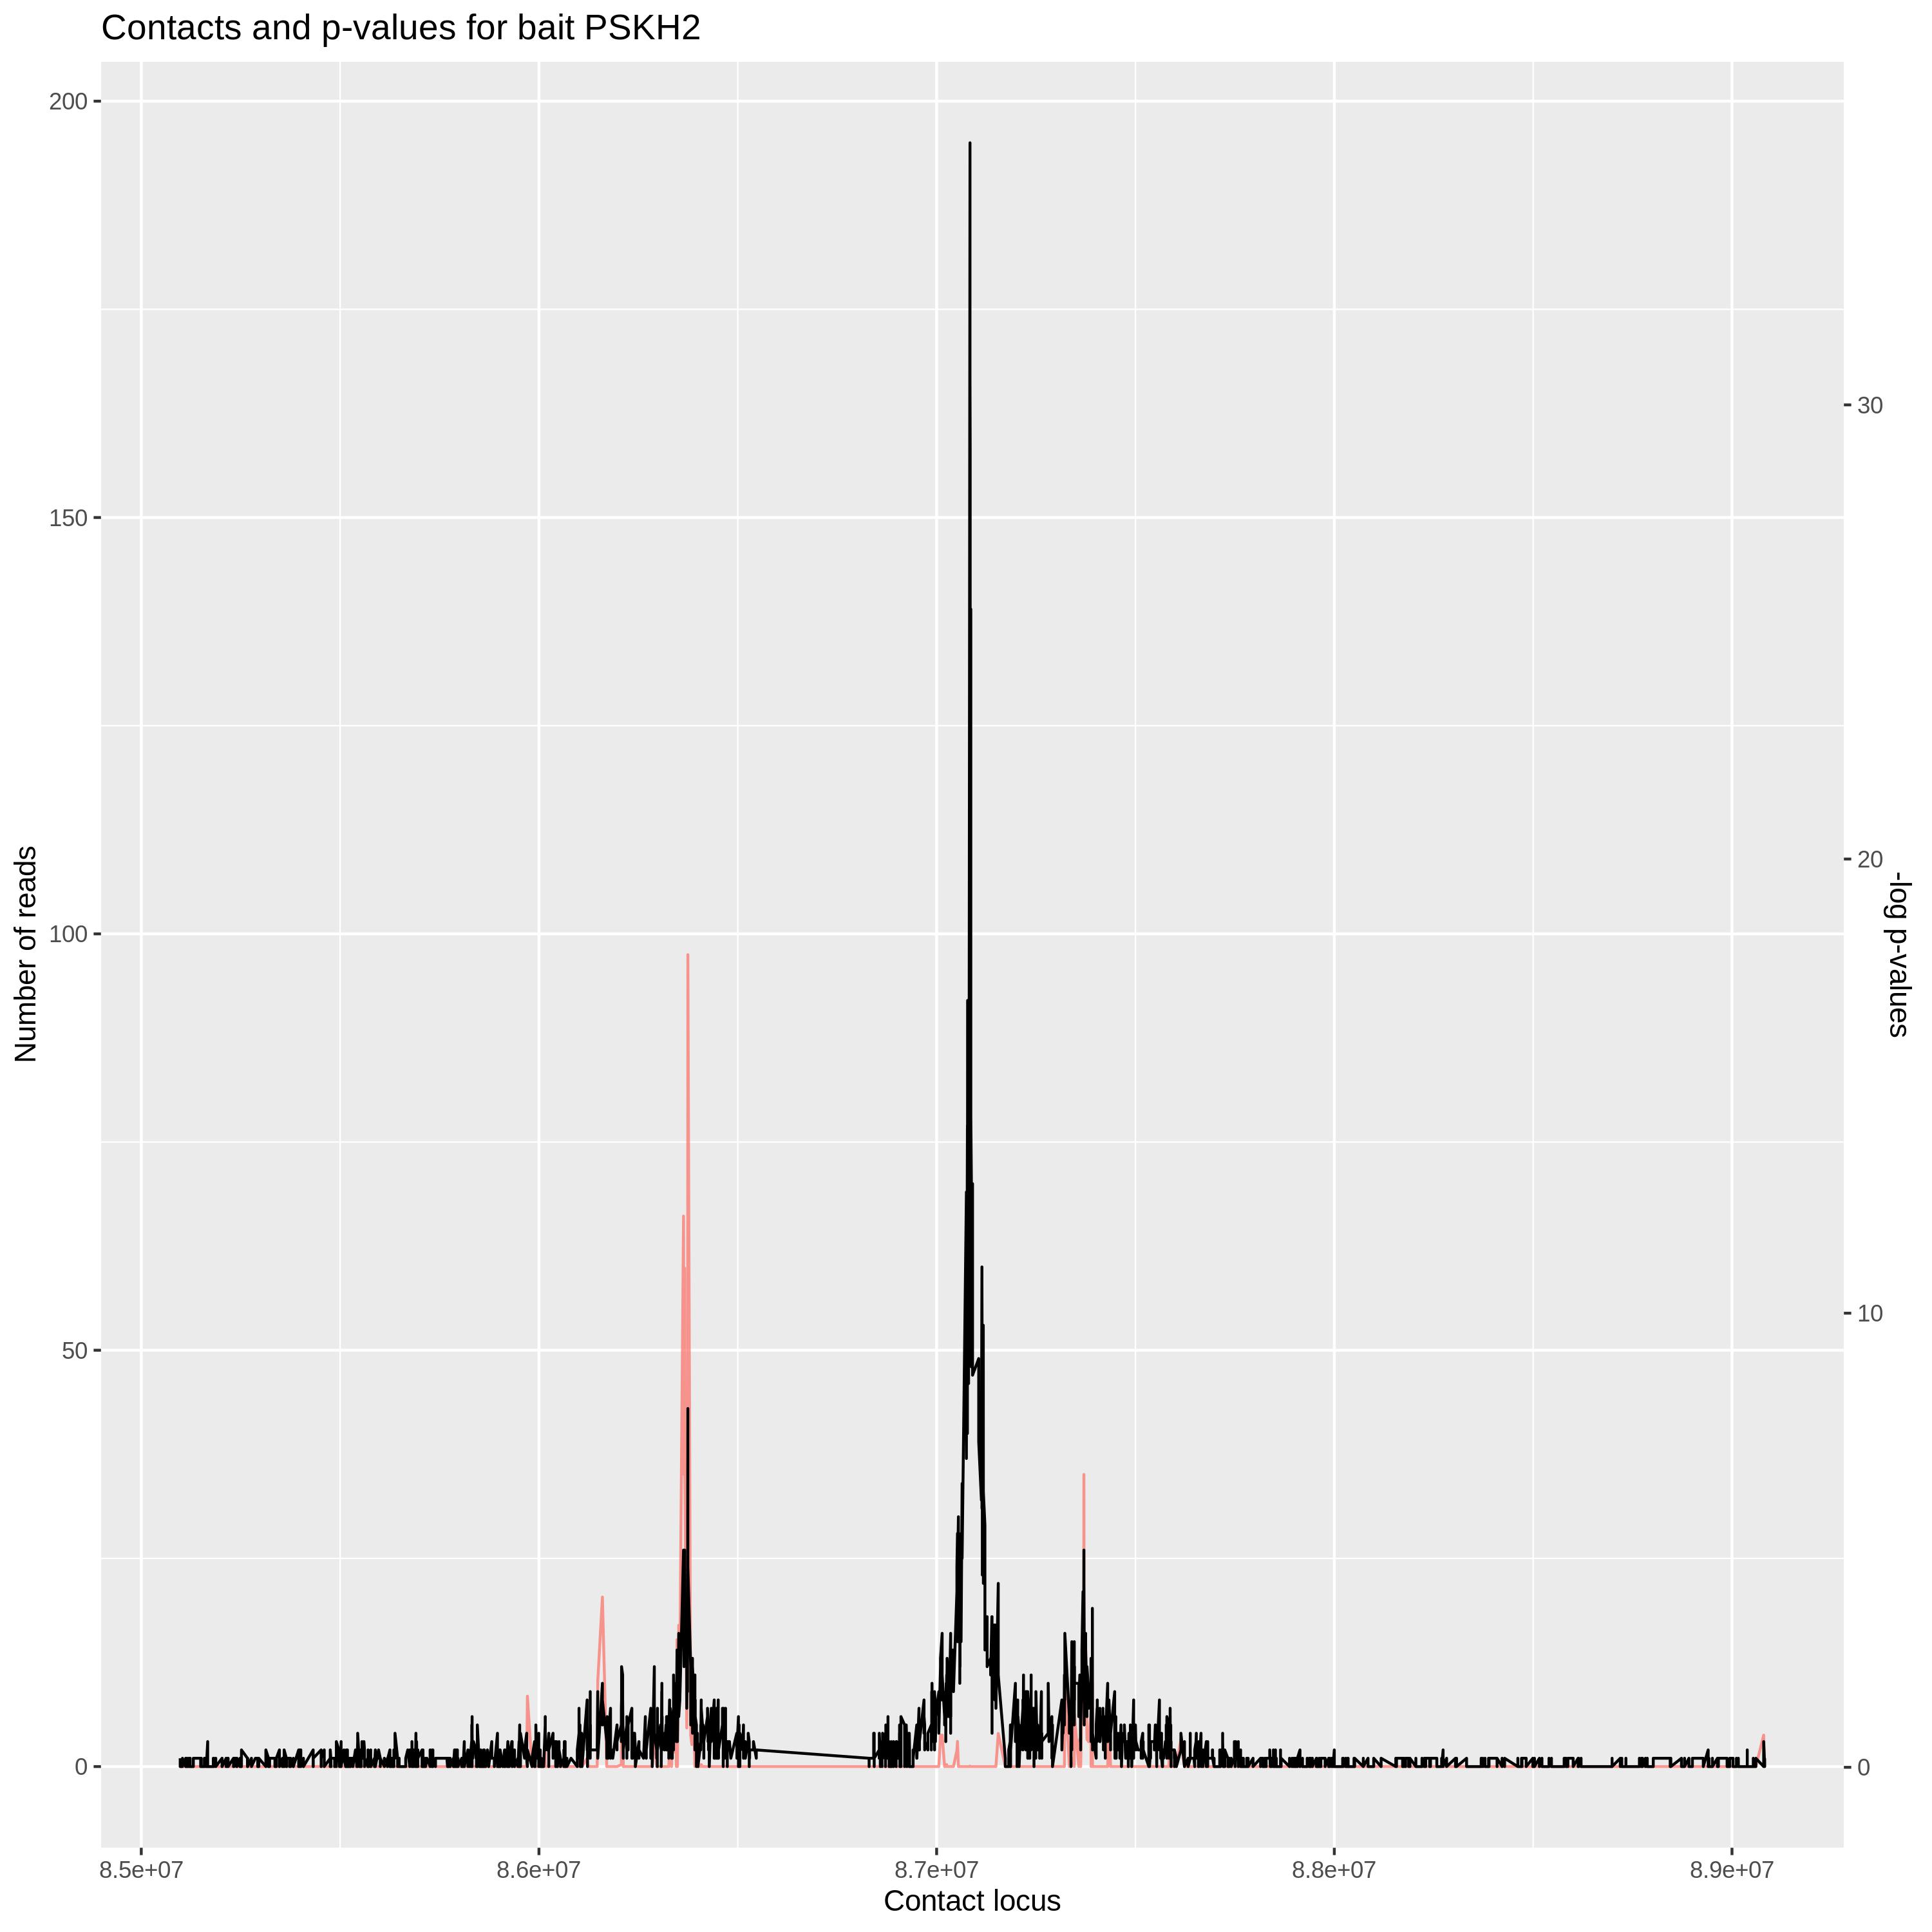 Contacts and p-values for bait PSKH2
200
150
100
50
0
Number of reads
30
20
10
0
-log p-values
8.5e+07
8.6e+07
8.7e+07
8.8e+07
8.9e+07
Contact locus